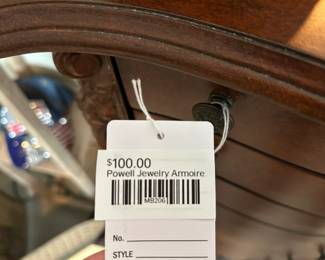 $100.00
Powell Jewelry Armoire
MB206
No.
STYLE